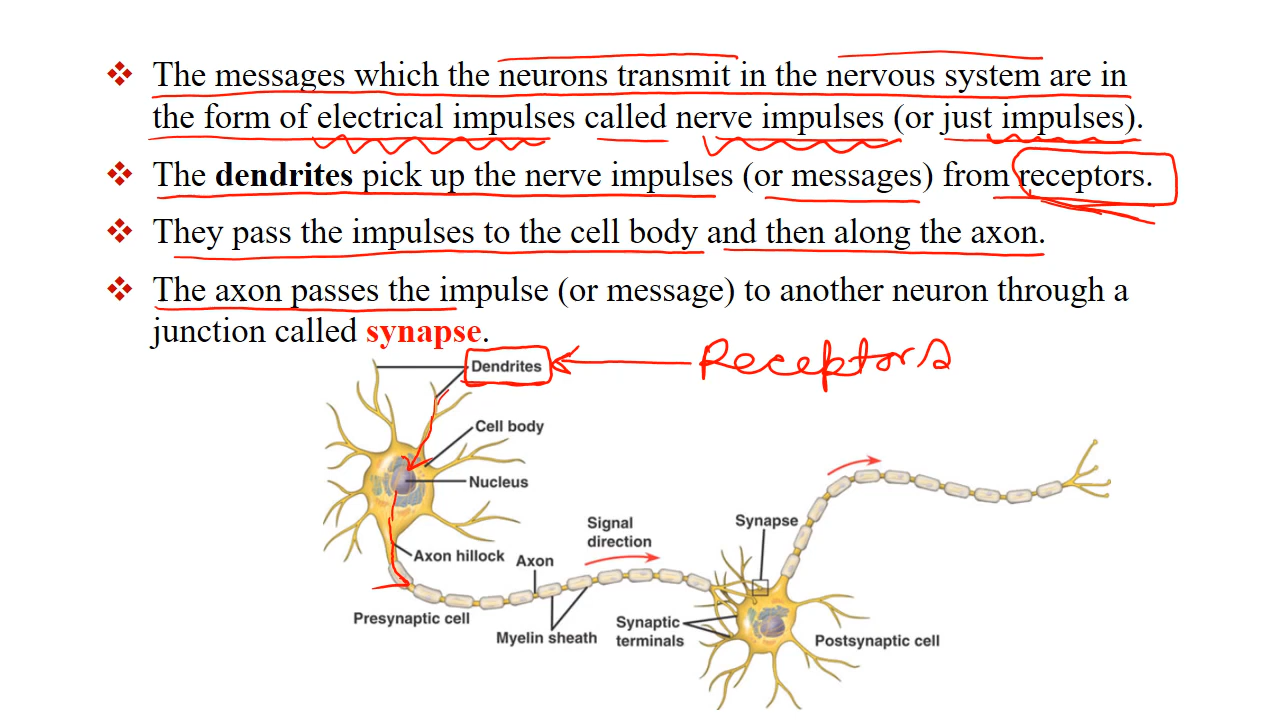 ❖ The messages which the neurons transmit in the nervous system are in
the form of electrical impulses called nerve impulses (or just impulses).
❖ The dendrites pick up the nerve impulses (or messages) from receptors.
❖ They pass the impulses to the cell body and then along the axon.
❖ The axon passes the impulse (or message) to another neuron through a
junction called synapse.
Dendrites
Receptors
Cell body
Nucleus
Signal
direction
Synapse
Axon hillock
Axon
Presynaptic cell
Myelin sheath
Synaptic
terminals
Postsynaptic cell